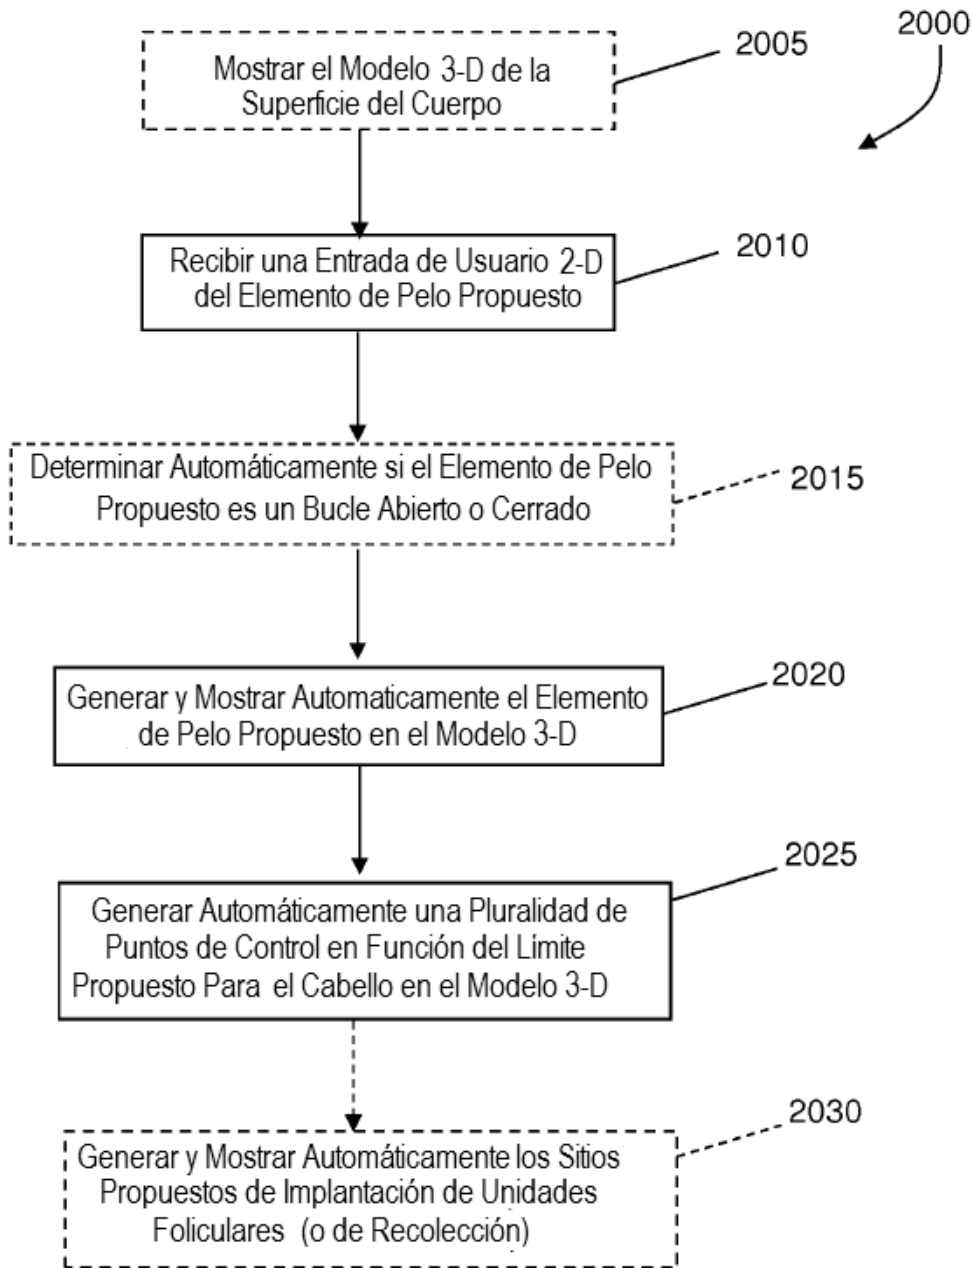 2000
2005
Mostrar el Modelo 3-D de la
Superficie del Cuerpo
2010
Recibir una Entrada de Usuario 2-D
del Elemento de Pelo Propuesto
Determinar Automáticamente si el Elemento de Pelo
Propuesto es un Bucle Abierto o Cerrado
2015
2020
Generar y Mostrar Automaticamente el Elemento
de Pelo Propuesto en el Modelo 3-D
2025
Generar Automáticamente una Pluralidad de
Puntos de Control en Función del Límite
Propuesto Para el Cabello en el Modelo 3-D
2030
Generar y Mostrar Automáticamente los Sitios
Propuestos de Implantación de Unidades
Foliculares (o de Recolección)